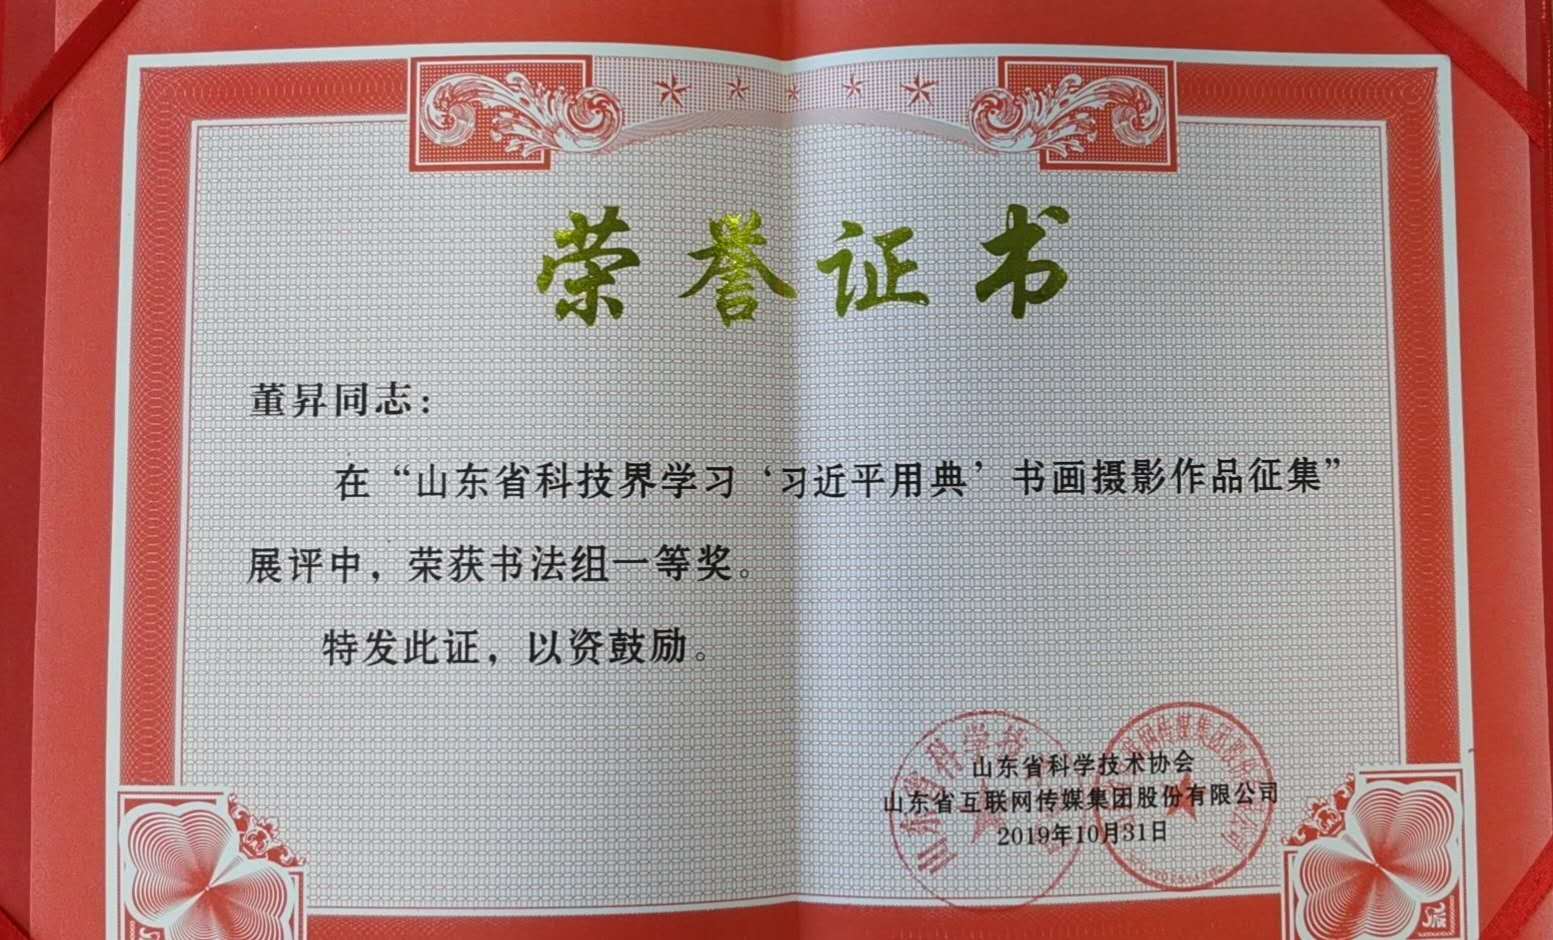 荣誉证书
董昇同志：
在“山东省科技界学习‘习近平用典’书画摄影作品征集”
展评中，荣获书法组一等奖。
特发此证，以资鼓励。
山东省科学技术协会
山东省互联网传媒集团股份有限公司
2019年10月31日